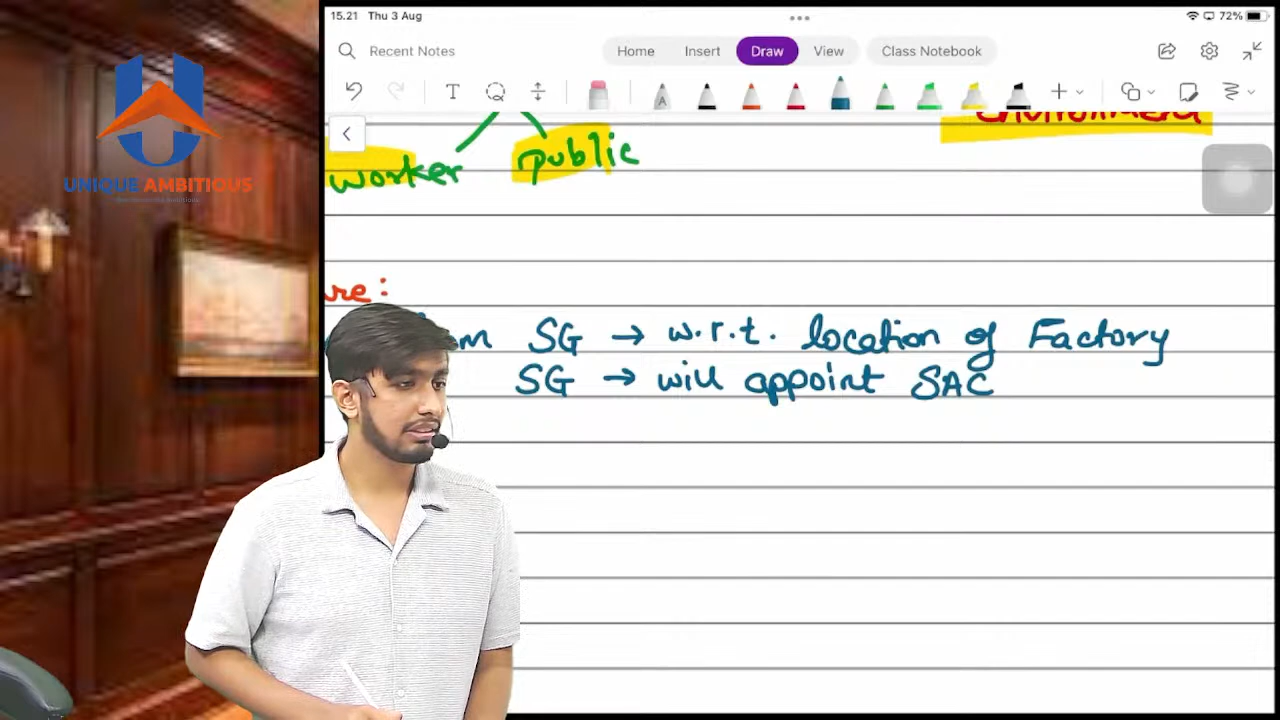 15.21 Thu 3 Aug
72%
Recent Notes
Home Insert Draw View Class Notebook
UNIQUE AMBITIOUS
worker public
re:
SG → w.r.t. location of Factory
SG → will appoint SAC